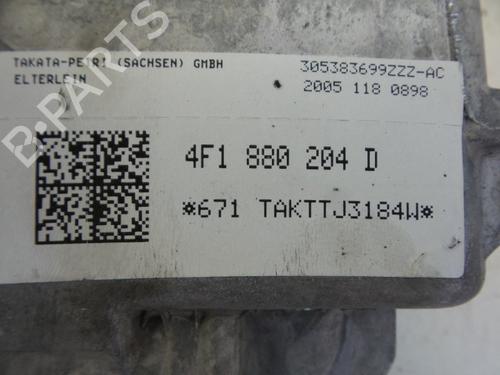 TAKATA-PETRI (SACHSEN) GMBH
ELTERLEIN
305383699ZZZ-AC
2005 118 0898
4F1 880 204 D
*671 TAKTTJ3184W*
B-PARTS